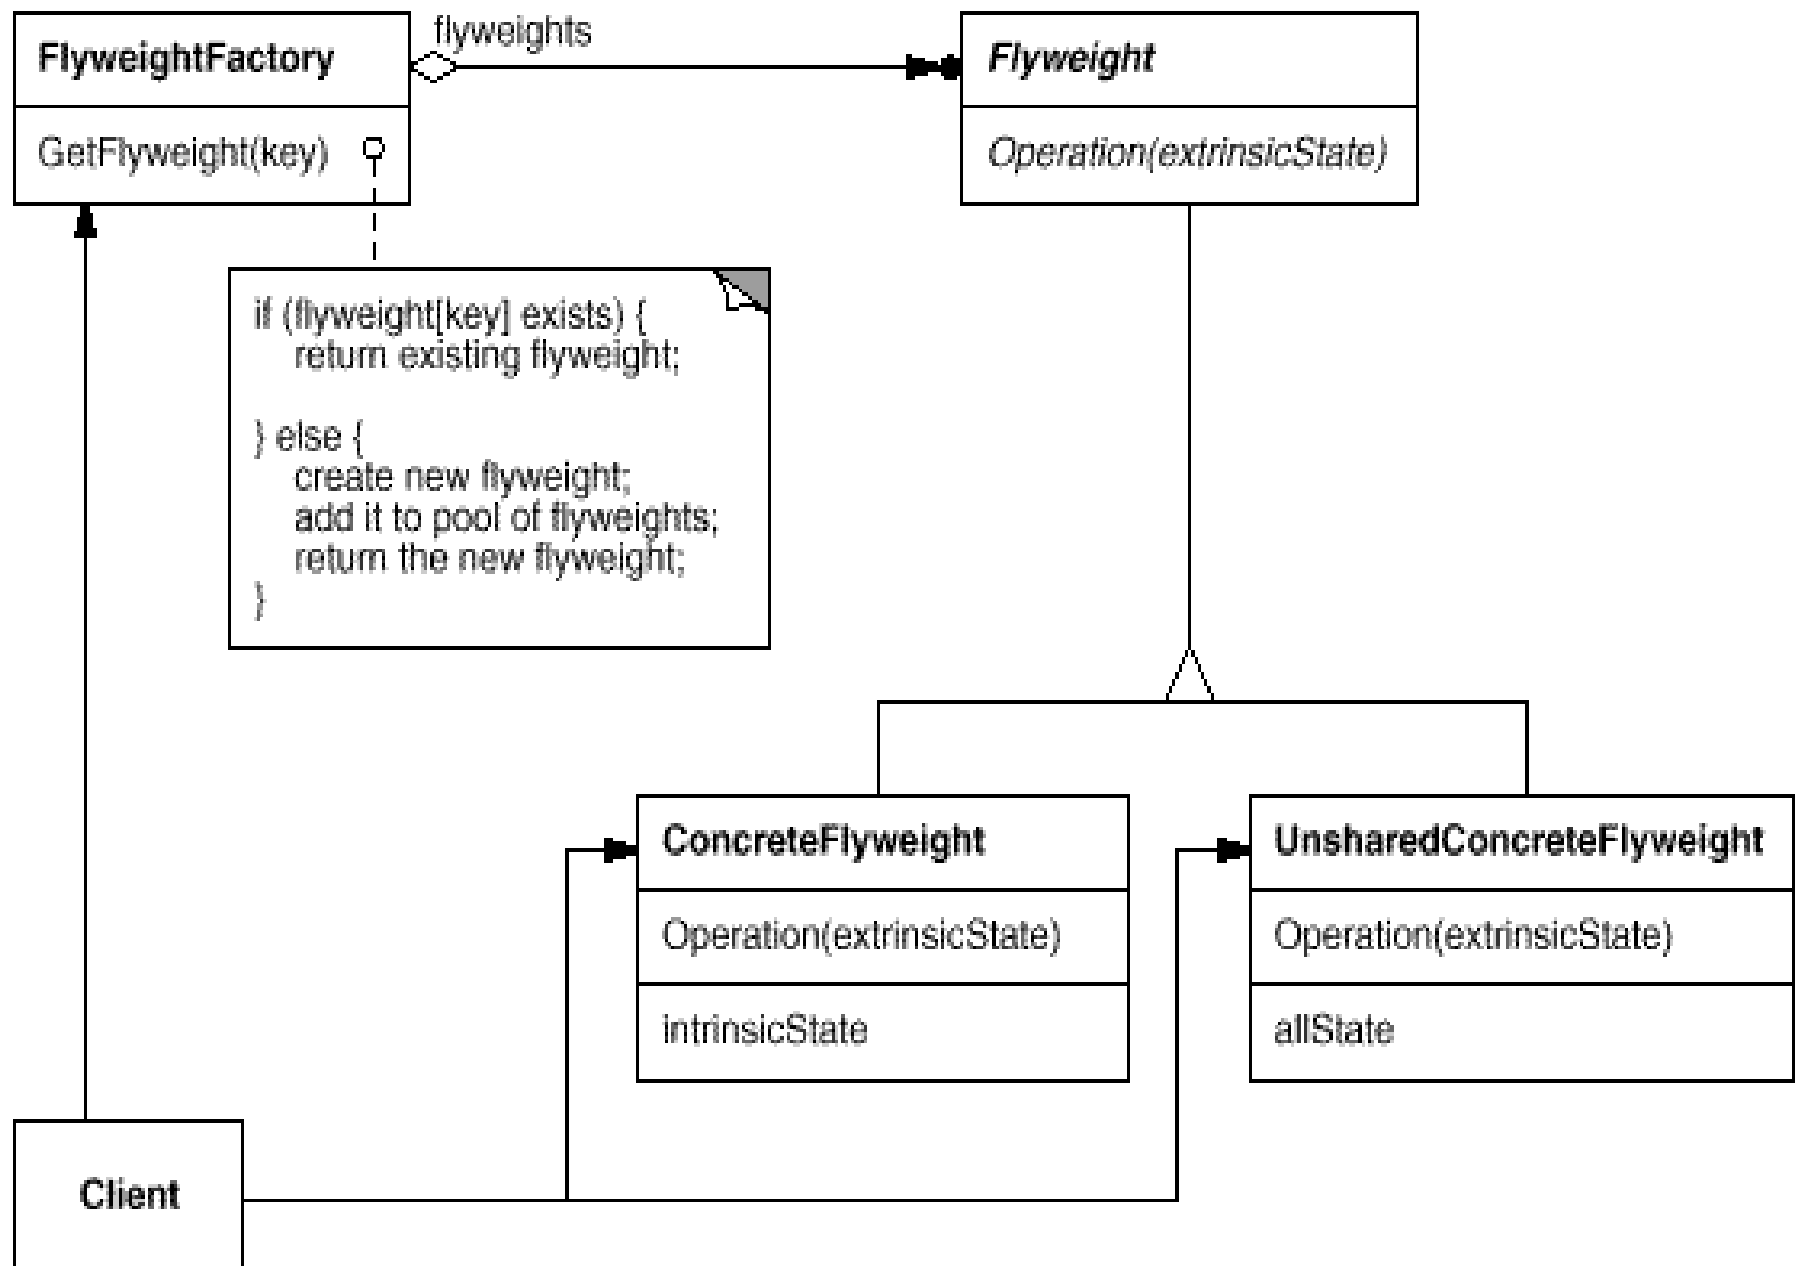 FlyweightFactory
GetFlyweight(key)
flyweights
Flyweight
Operation(extrinsicState)
if (flyweight[key] exists) {
return existing flyweight;
} else {
create new flyweight;
add it to pool of flyweights;
return the new flyweight;
}
ConcreteFlyweight
Operation(extrinsicState)
intrinsicState
UnsharedConcreteFlyweight
Operation(extrinsicState)
allState
Client